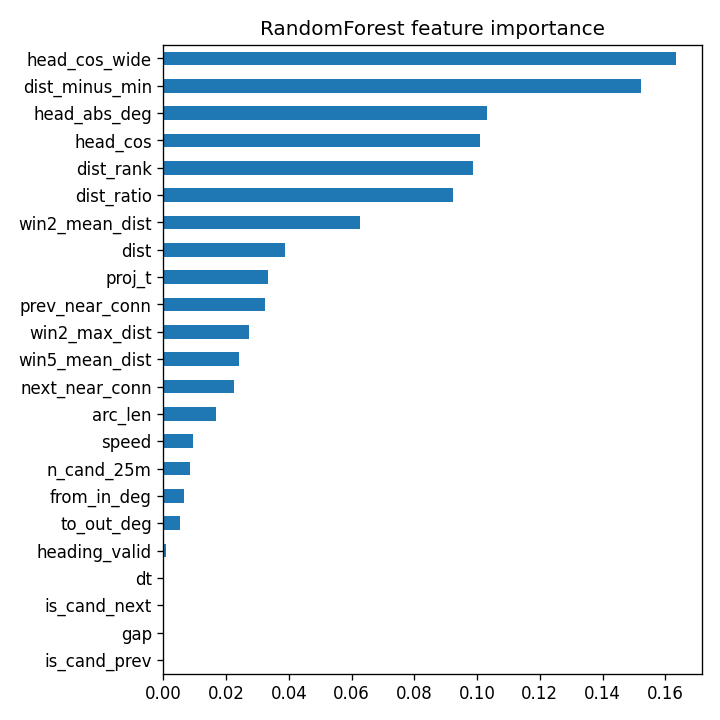 RandomForest feature importance
head_cos_wide
dist_minus_min
head_abs_deg
head_cos
dist_rank
dist_ratio
win2_mean_dist
dist
proj_t
prev_near_conn
win2_max_dist
win5_mean_dist
next_near_conn
arc_len
speed
n_cand_25m
from_in_deg
to_out_deg
heading_valid
dt
is_cand_next
gap
is_cand_prev
0.00 0.02 0.04 0.06 0.08 0.10 0.12 0.14 0.16